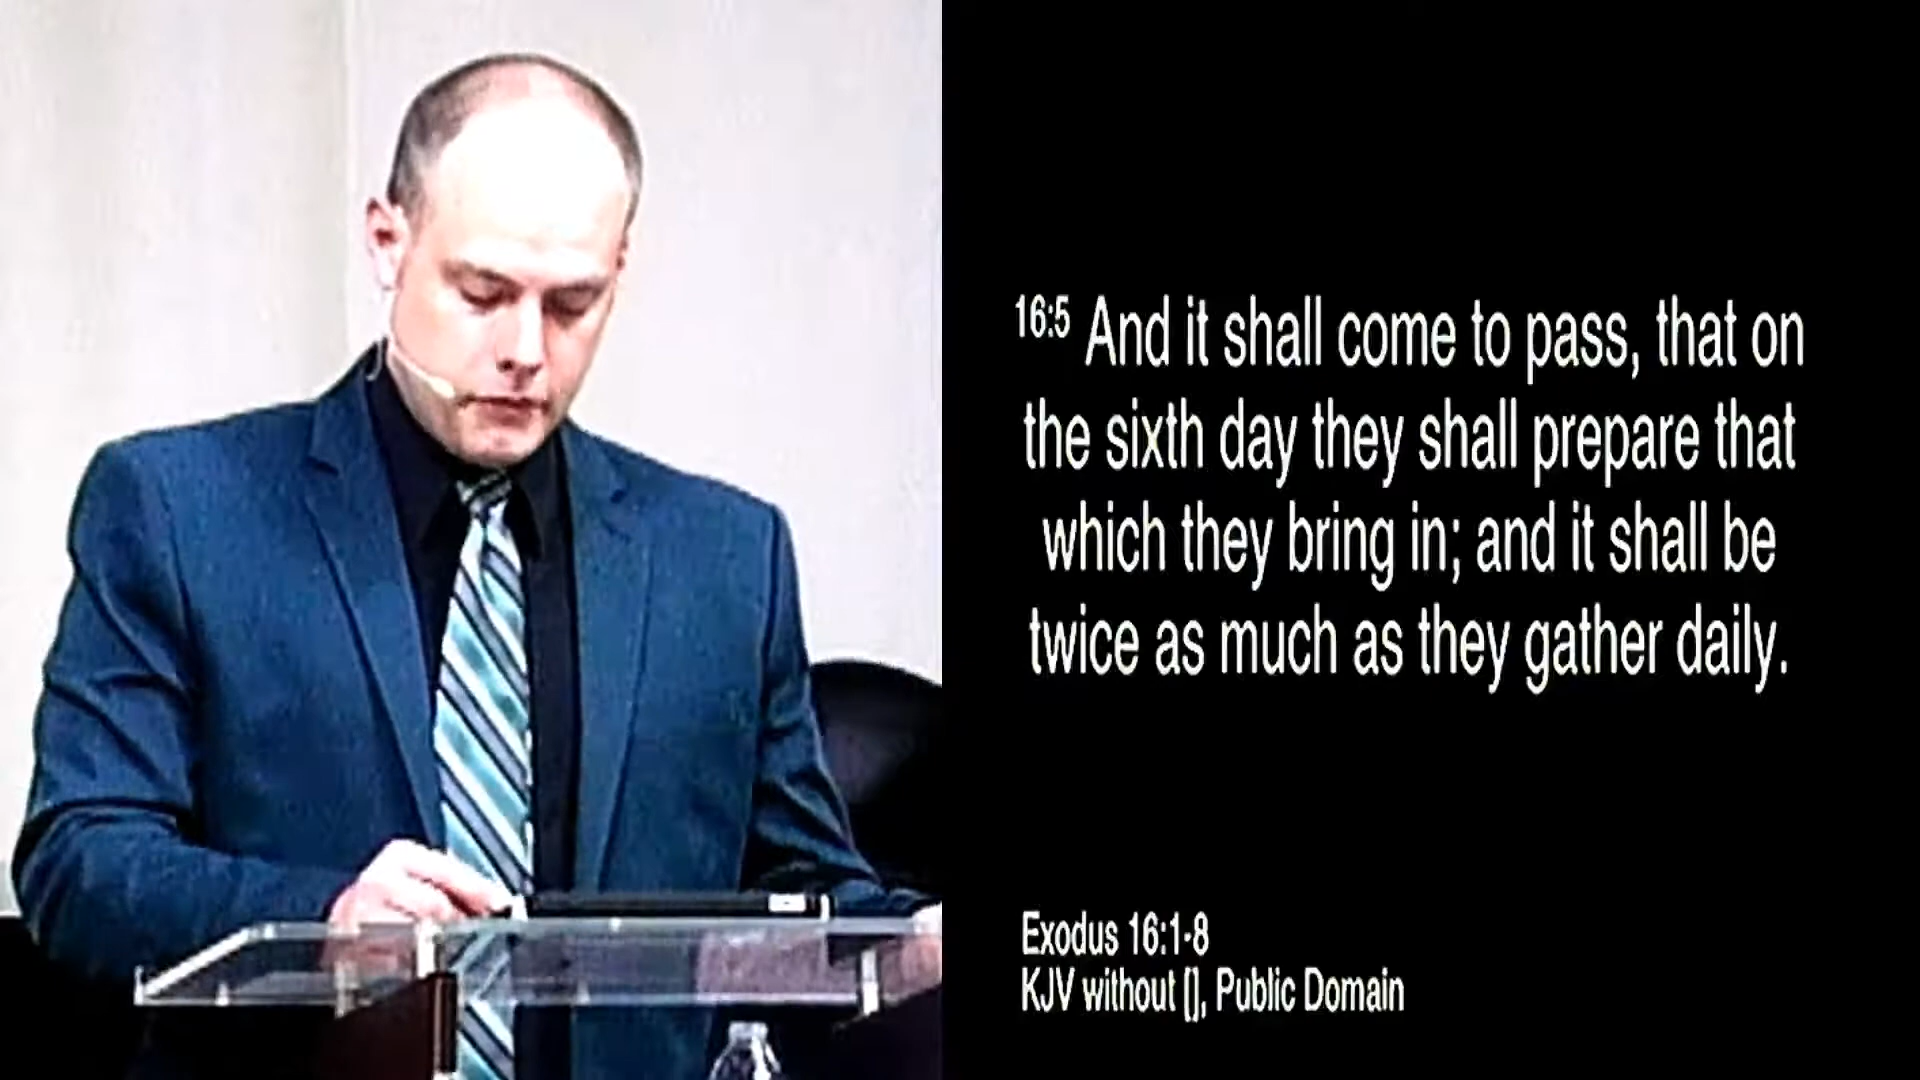 16:5 And it shall come to pass, that on
the sixth day they shall prepare that
which they bring in; and it shall be
twice as much as they gather daily.
Exodus 16:1-8
KJV without [], Public Domain